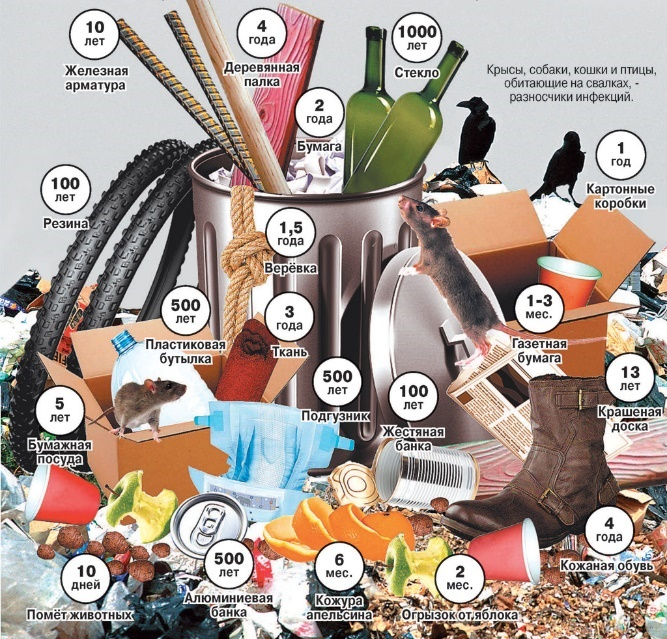 10
лет
Железная
арматура
4
года
Деревянная
палка
1000
лет
Стекло
Крысы, собаки, кошки и птицы,
обитающие на свалках, -
разносчики инфекций.
2
года
Бумага
1
год
Картонные
коробки
100
лет
Резина
1,5
года
Верёвка
500
лет
Пластиковая
бутылка
3
года
Ткань
1-3
мес.
Газетная
бумага
500
лет
Подгузник
100
лет
Жестяная
банка
13
лет
Крашеная
доска
5
лет
Бумажная
посуда
4
года
Кожаная обувь
10
дней
Помёт животных
500
лет
Алюминиевая
банка
6
мес.
Кожура
апельсина
2
мес.
Огрызок от яблока